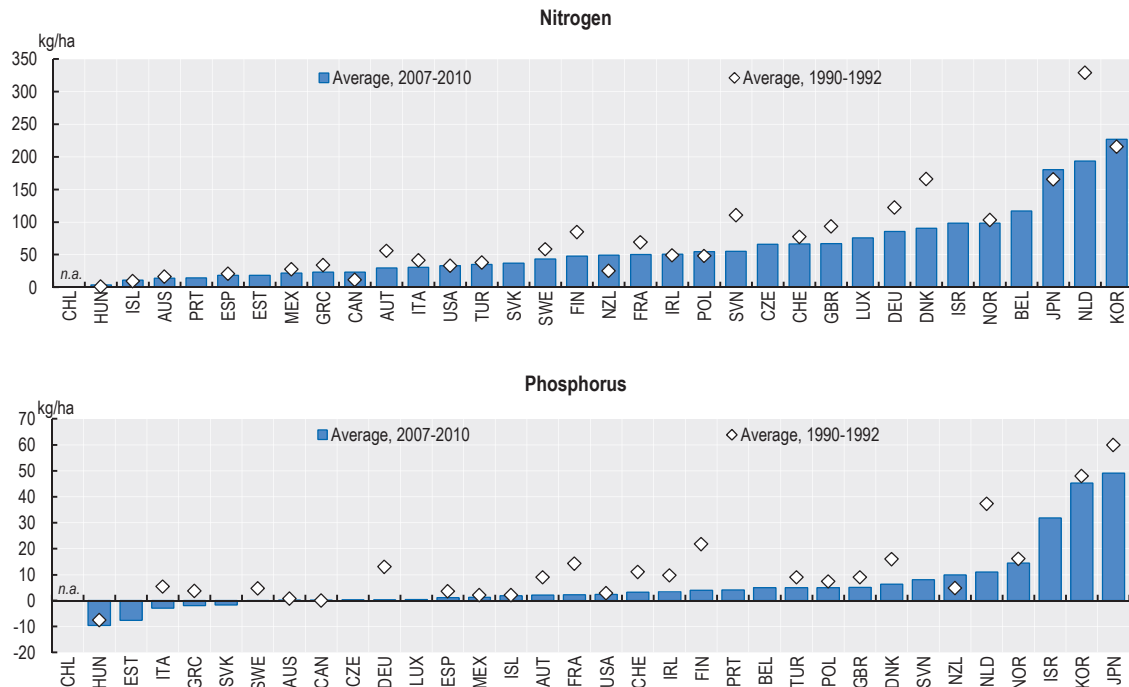 Nitrogen
kg/ha
350
300
250
200
150
100
50
0
Average, 2007-2010
Average, 1990-1992
n.a.
CHL HUN ISL AUS PRT ESP EST MEX GRC CAN AUT ITA USA TUR SVK SWE FIN NZL FRA IRL POL SVN CZE CHE GBR LUX DEU DNK ISR NOR BEL JPN NLD KOR
Phosphorus
kg/ha
70
60
50
40
30
20
10
0
-10
-20
Average, 2007-2010
Average, 1990-1992
n.a.
CHL HUN EST ITA GRC SVK SWE AUS CAN CZE DEU LUX ESP MEX ISL AUT FRA USA CHE IRL FIN PRT BEL TUR POL GBR DNK SVN NZL NLD NOR ISR KOR JPN